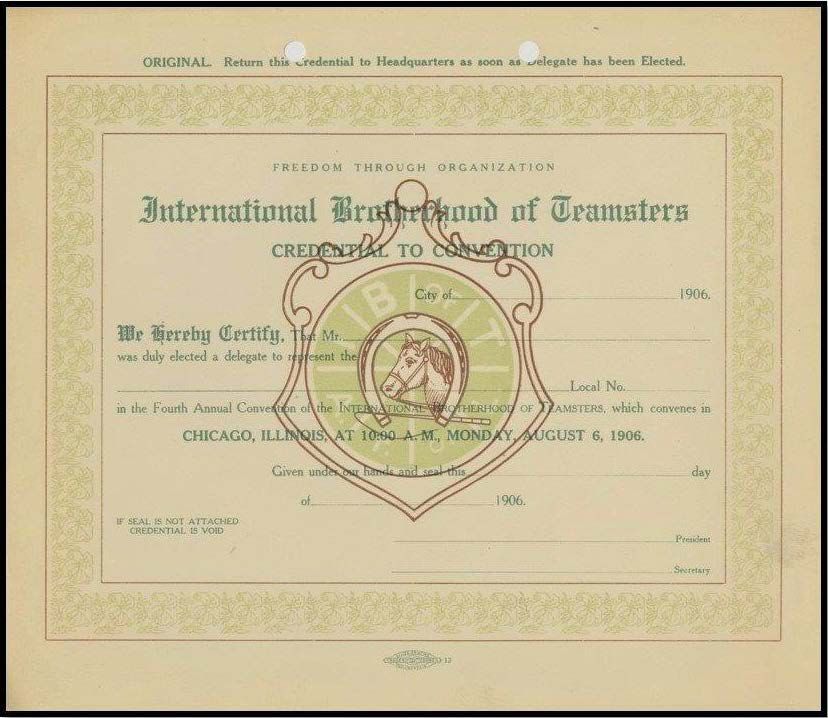 ORIGINAL. Return this Credential to Headquarters as soon as Delegate has been Elected.
FREEDOM THROUGH ORGANIZATION
International Brotherhood of Teamsters
CREDENTIAL TO CONVENTION
City of 1906.
We Hereby Certify, That Mr.
was duly elected a delegate to represent the
Local No.
in the Fourth Annual Convention of the INTERNATIONAL BROTHERHOOD OF TEAMSTERS, which convenes in
CHICAGO, ILLINOIS, AT 10:00 A. M., MONDAY, AUGUST 6, 1906.
Given under our hands and seal this day
of 1906.
IF SEAL IS NOT ATTACHED
CREDENTIAL IS VOID
President
Secretary